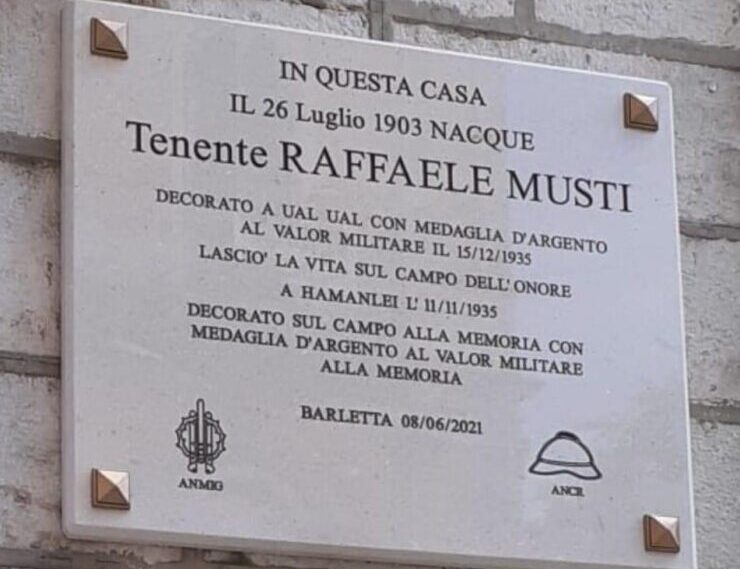 IN QUESTA CASA
IL 26 Luglio 1903 NACQUE
Tenente RAFFAELE MUSTI
DECORATO A UAL UAL CON MEDAGLIA D'ARGENTO
AL VALOR MILITARE IL 15/12/1935
LASCIO' LA VITA SUL CAMPO DELL'ONORE
A HAMANLEI L' 11/11/1935
DECORATO SUL CAMPO ALLA MEMORIA CON
MEDAGLIA D'ARGENTO AL VALOR MILITARE
ALLA MEMORIA
BARLETTA 08/06/2021
ANMIG
ANCR